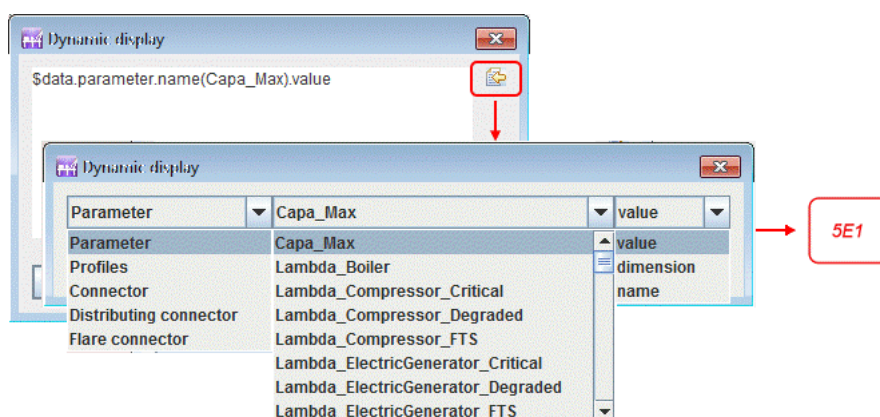 Dynamic display
$data.parameter.name(Capa_Max).value
Dynamic display
Parameter Capa_Max value
Parameter Capa_Max value
Profiles Lambda_Boiler dimension
Connector Lambda_Compressor_Critical name
Distributing connector Lambda_Compressor_Degraded
Flare connector Lambda_Compressor_FTS
Lambda_ElectricGenerator_Critical
Lambda_ElectricGenerator_Degraded
Lambda_ElectricGenerator_FTS
5E1